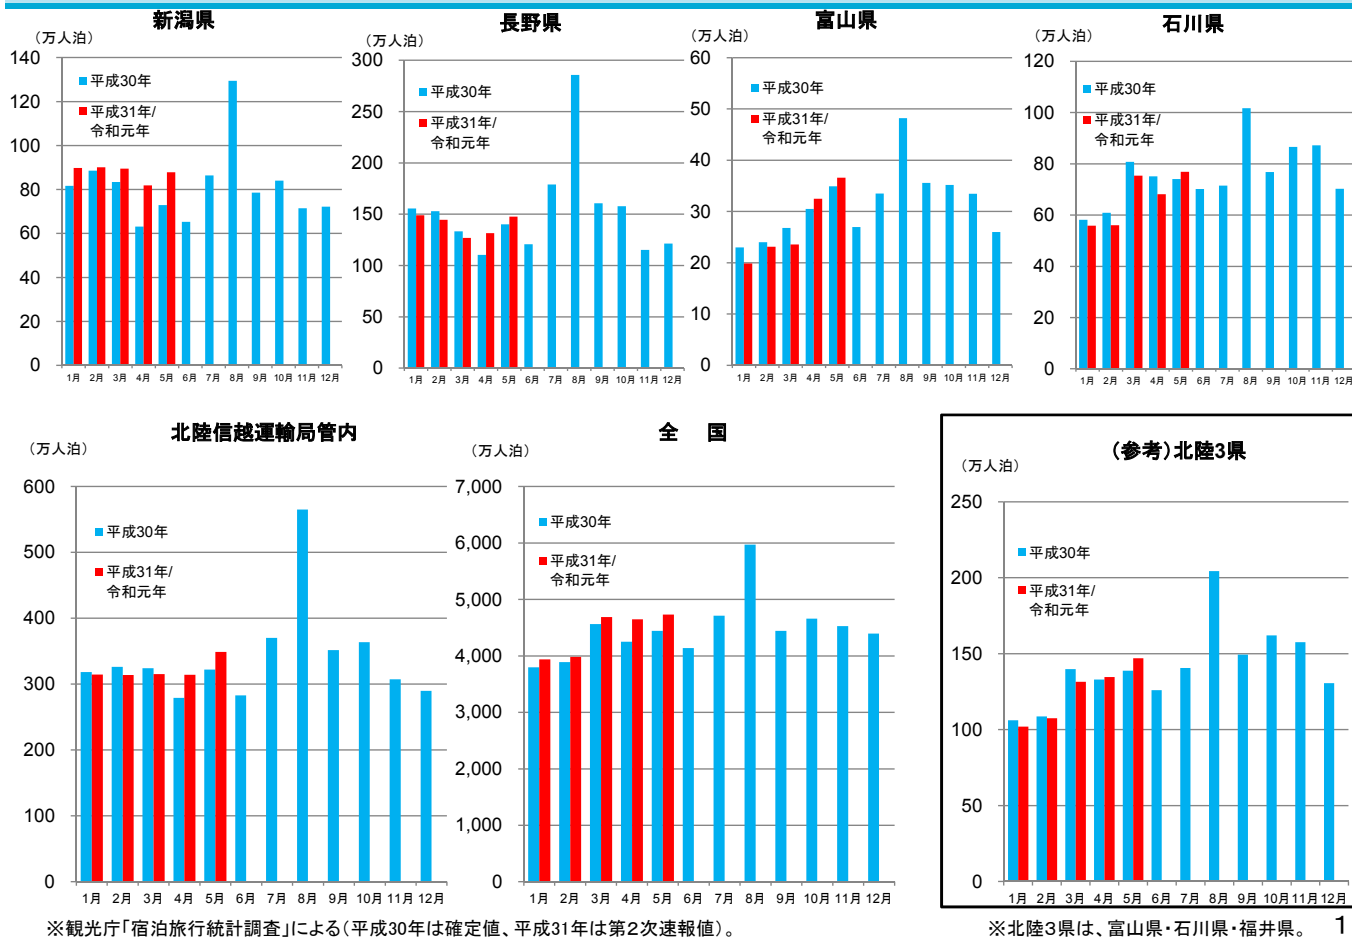 新潟県
（万人泊）
140
120
100
80
60
40
20
0
平成30年
平成31年/
令和元年
1月 2月 3月 4月 5月 6月 7月 8月 9月 10月 11月 12月
長野県
（万人泊）
300
250
200
150
100
50
0
平成30年
平成31年/
令和元年
1月 2月 3月 4月 5月 6月 7月 8月 9月 10月 11月 12月
富山県
（万人泊）
60
50
40
30
20
10
0
平成30年
平成31年/
令和元年
1月 2月 3月 4月 5月 6月 7月 8月 9月 10月 11月 12月
石川県
（万人泊）
120
100
80
60
40
20
0
平成30年
平成31年/
令和元年
1月 2月 3月 4月 5月 6月 7月 8月 9月 10月 11月 12月
北陸信越運輸局管内
（万人泊）
600
500
400
300
200
100
0
平成30年
平成31年/
令和元年
1月 2月 3月 4月 5月 6月 7月 8月 9月 10月 11月 12月
全　国
（万人泊）
7,000
6,000
5,000
4,000
3,000
2,000
1,000
0
平成30年
平成31年/
令和元年
1月 2月 3月 4月 5月 6月 7月 8月 9月 10月 11月 12月
（参考）北陸3県
（万人泊）
250
200
150
100
50
0
平成30年
平成31年/
令和元年
1月 2月 3月 4月 5月 6月 7月 8月 9月 10月 11月 12月
※観光庁「宿泊旅行統計調査」による（平成30年は確定値、平成31年は第２次速報値）。
※北陸３県は、富山県・石川県・福井県。
1